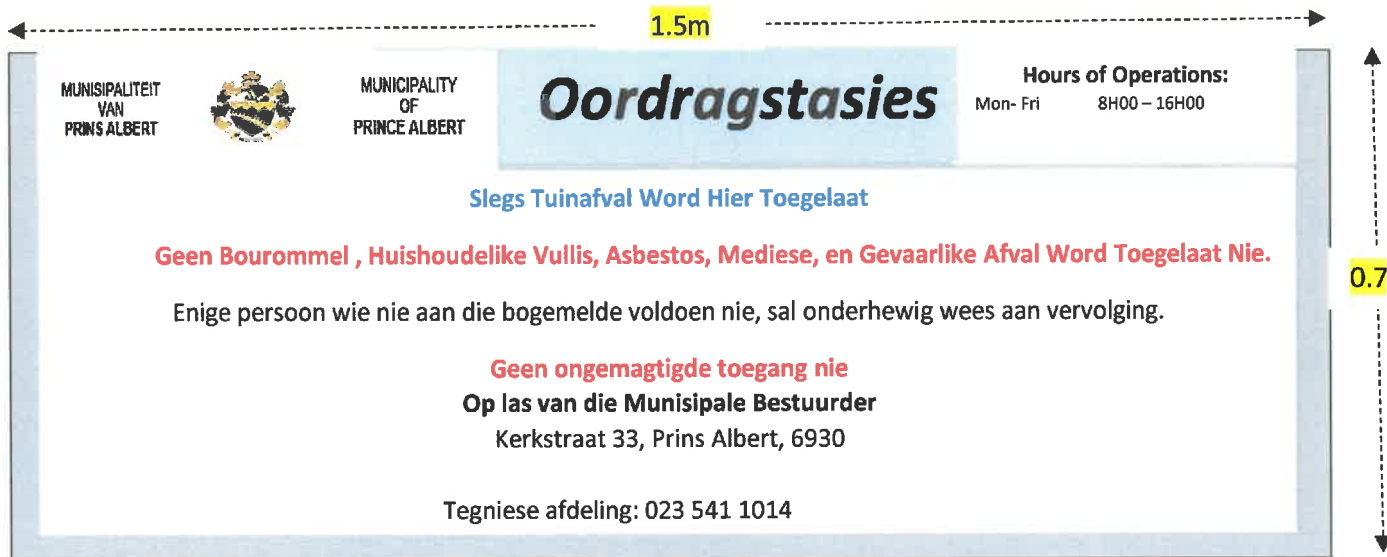 1.5m
MUNISIPALITEIT
VAN
PRINS ALBERT
MUNICIPALITY
OF
PRINCE ALBERT
Oordragstasies
Hours of Operations:
Mon- Fri 8H00 – 16H00
Slegs Tuinafval Word Hier Toegelaat
Geen Bourommel , Huishoudelike Vullis, Asbestos, Mediese, en Gevaarlike Afval Word Toegelaat Nie.
0.7
Enige persoon wie nie aan die bogemelde voldoen nie, sal onderhewig wees aan vervolging.
Geen ongemagtigde toegang nie
Op las van die Munisipale Bestuurder
Kerkstraat 33, Prins Albert, 6930
Tegniese afdeling: 023 541 1014